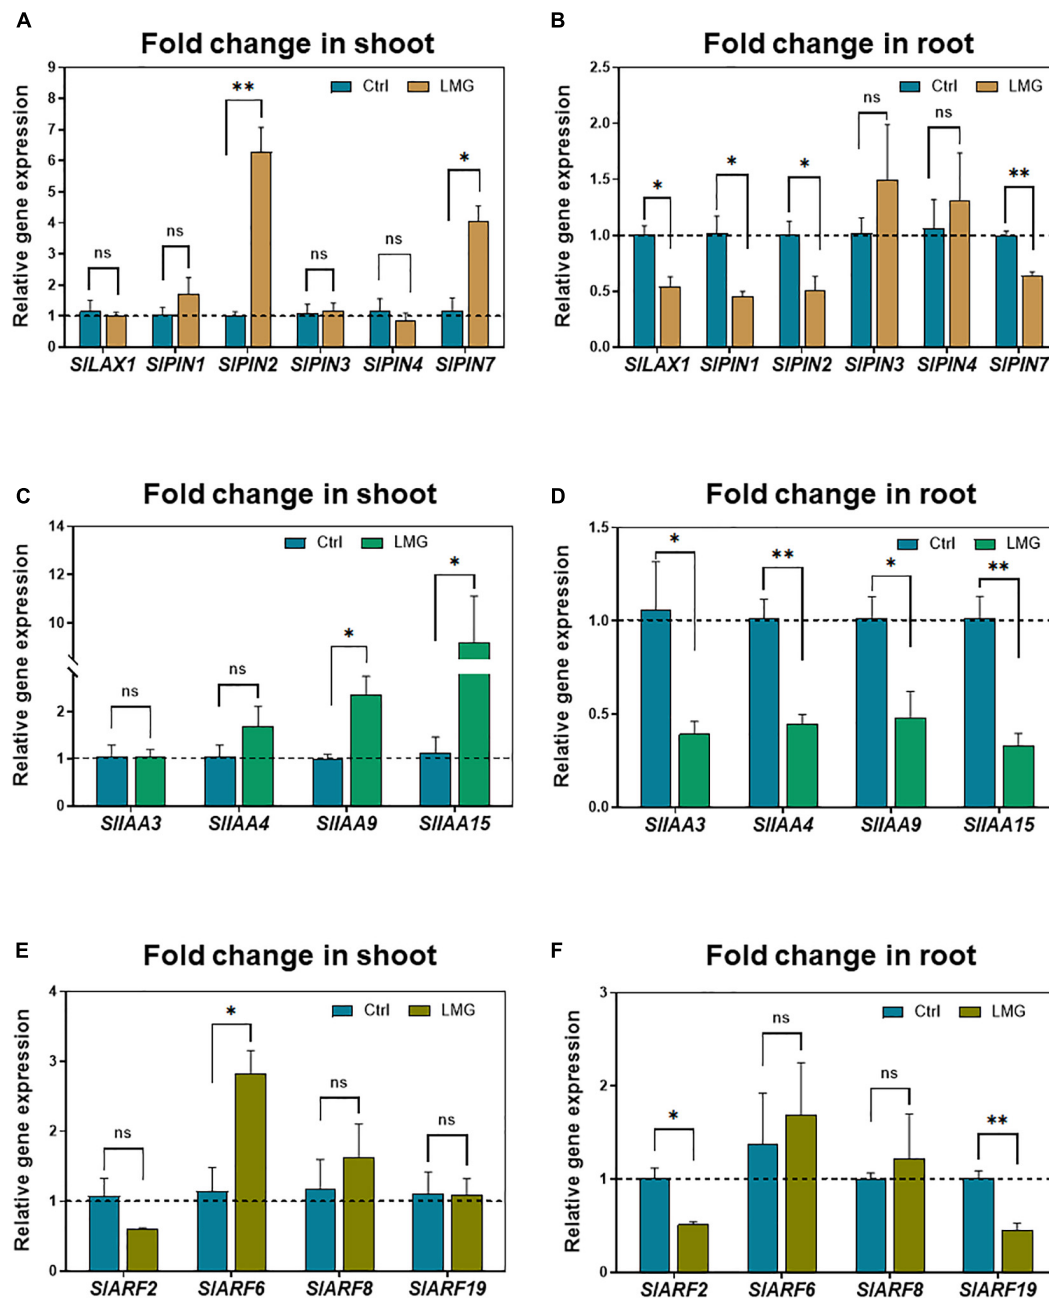 A
Fold change in shoot
Relative gene expression
9
8
7
6
5
4
3
2
1
0
Ctrl LMG
ns ns ** ns ns *
SlLAX1 SlPIN1 SlPIN2 SlPIN3 SlPIN4 SlPIN7
B
Fold change in root
Relative gene expression
2.5
2.0
1.5
1.0
0.5
0.0
Ctrl LMG
* * * ns ns **
SlLAX1 SlPIN1 SlPIN2 SlPIN3 SlPIN4 SlPIN7
C
Fold change in shoot
Relative gene expression
14
12
10
2
1
0
Ctrl LMG
ns ns * *
SlIAA3 SlIAA4 SlIAA9 SlIAA15
D
Fold change in root
Relative gene expression
1.5
1.0
0.5
0.0
Ctrl LMG
* ** * **
SlIAA3 SlIAA4 SlIAA9 SlIAA15
E
Fold change in shoot
Relative gene expression
4
3
2
1
0
Ctrl LMG
ns * ns ns
SlARF2 SlARF6 SlARF8 SlARF19
F
Fold change in root
Relative gene expression
3
2
1
0
Ctrl LMG
* ns ns **
SlARF2 SlARF6 SlARF8 SlARF19